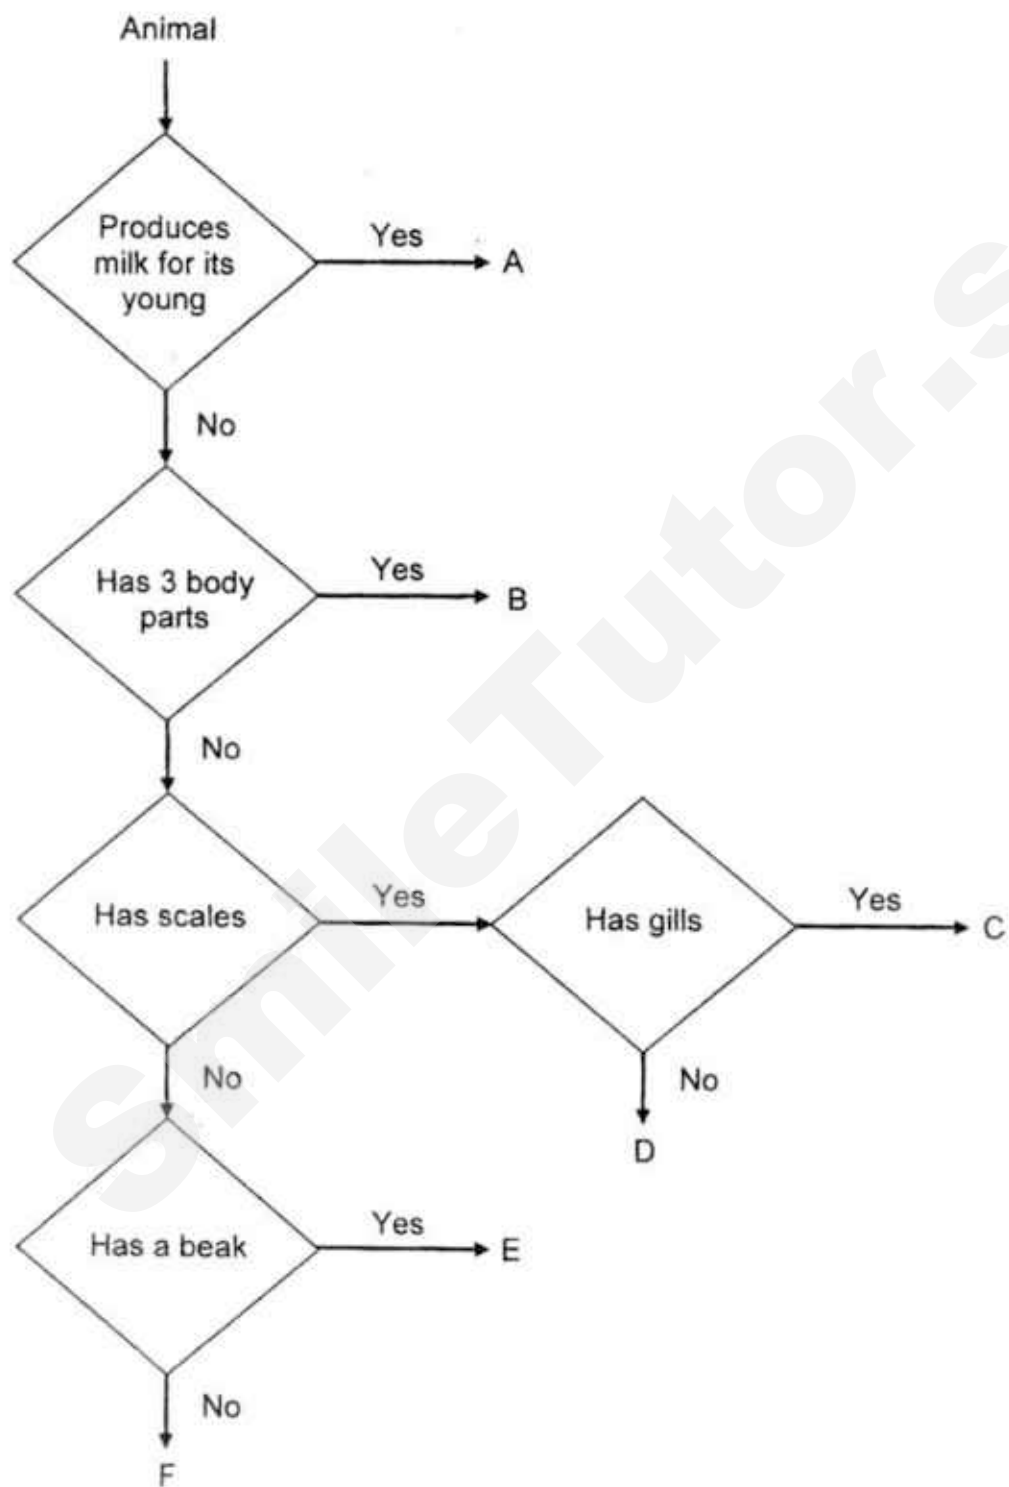 Animal
Produces
milk for its
young
Yes
A
No
Has 3 body
parts
Yes
B
No
Has scales
Yes
Has gills
Yes
C
No
D
No
Has a beak
Yes
E
No
F
SmileTutor.s